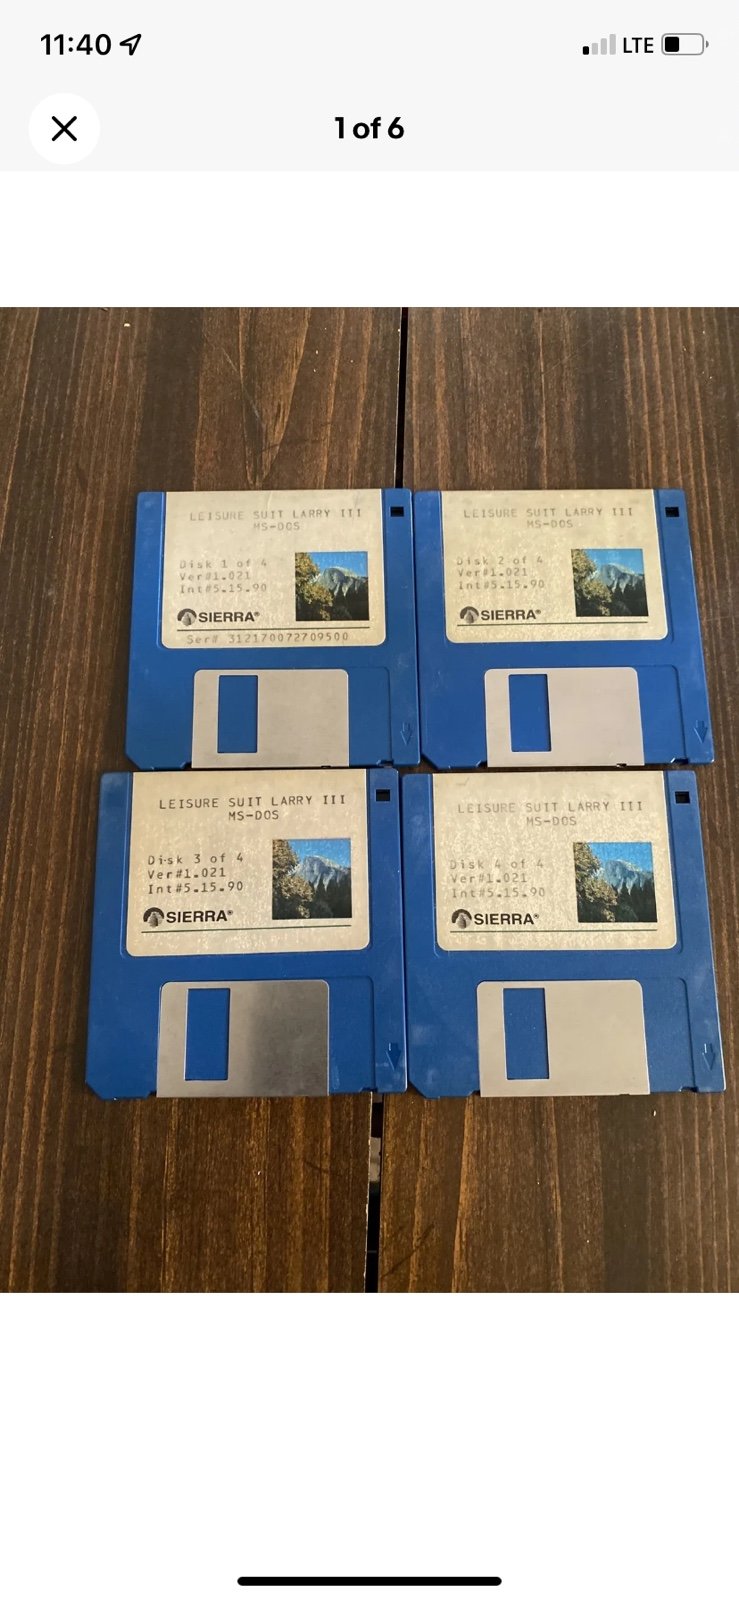 11:40
LTE
1 of 6
LEISURE SUIT LARRY III
MS-DOS
Disk 1 of 4
Ver#1.021
Int#5.15.90
SIERRA®
Ser# 312170072709500
LEISURE SUIT LARRY III
MS-DOS
Disk 2 of 4
Ver#1.021
Int#5.15.90
SIERRA®
LEISURE SUIT LARRY III
MS-DOS
Disk 3 of 4
Ver#1.021
Int#5.15.90
SIERRA®
LEISURE SUIT LARRY III
MS-DOS
Disk 4 of 4
Ver#1.021
Int#5.15.90
SIERRA®